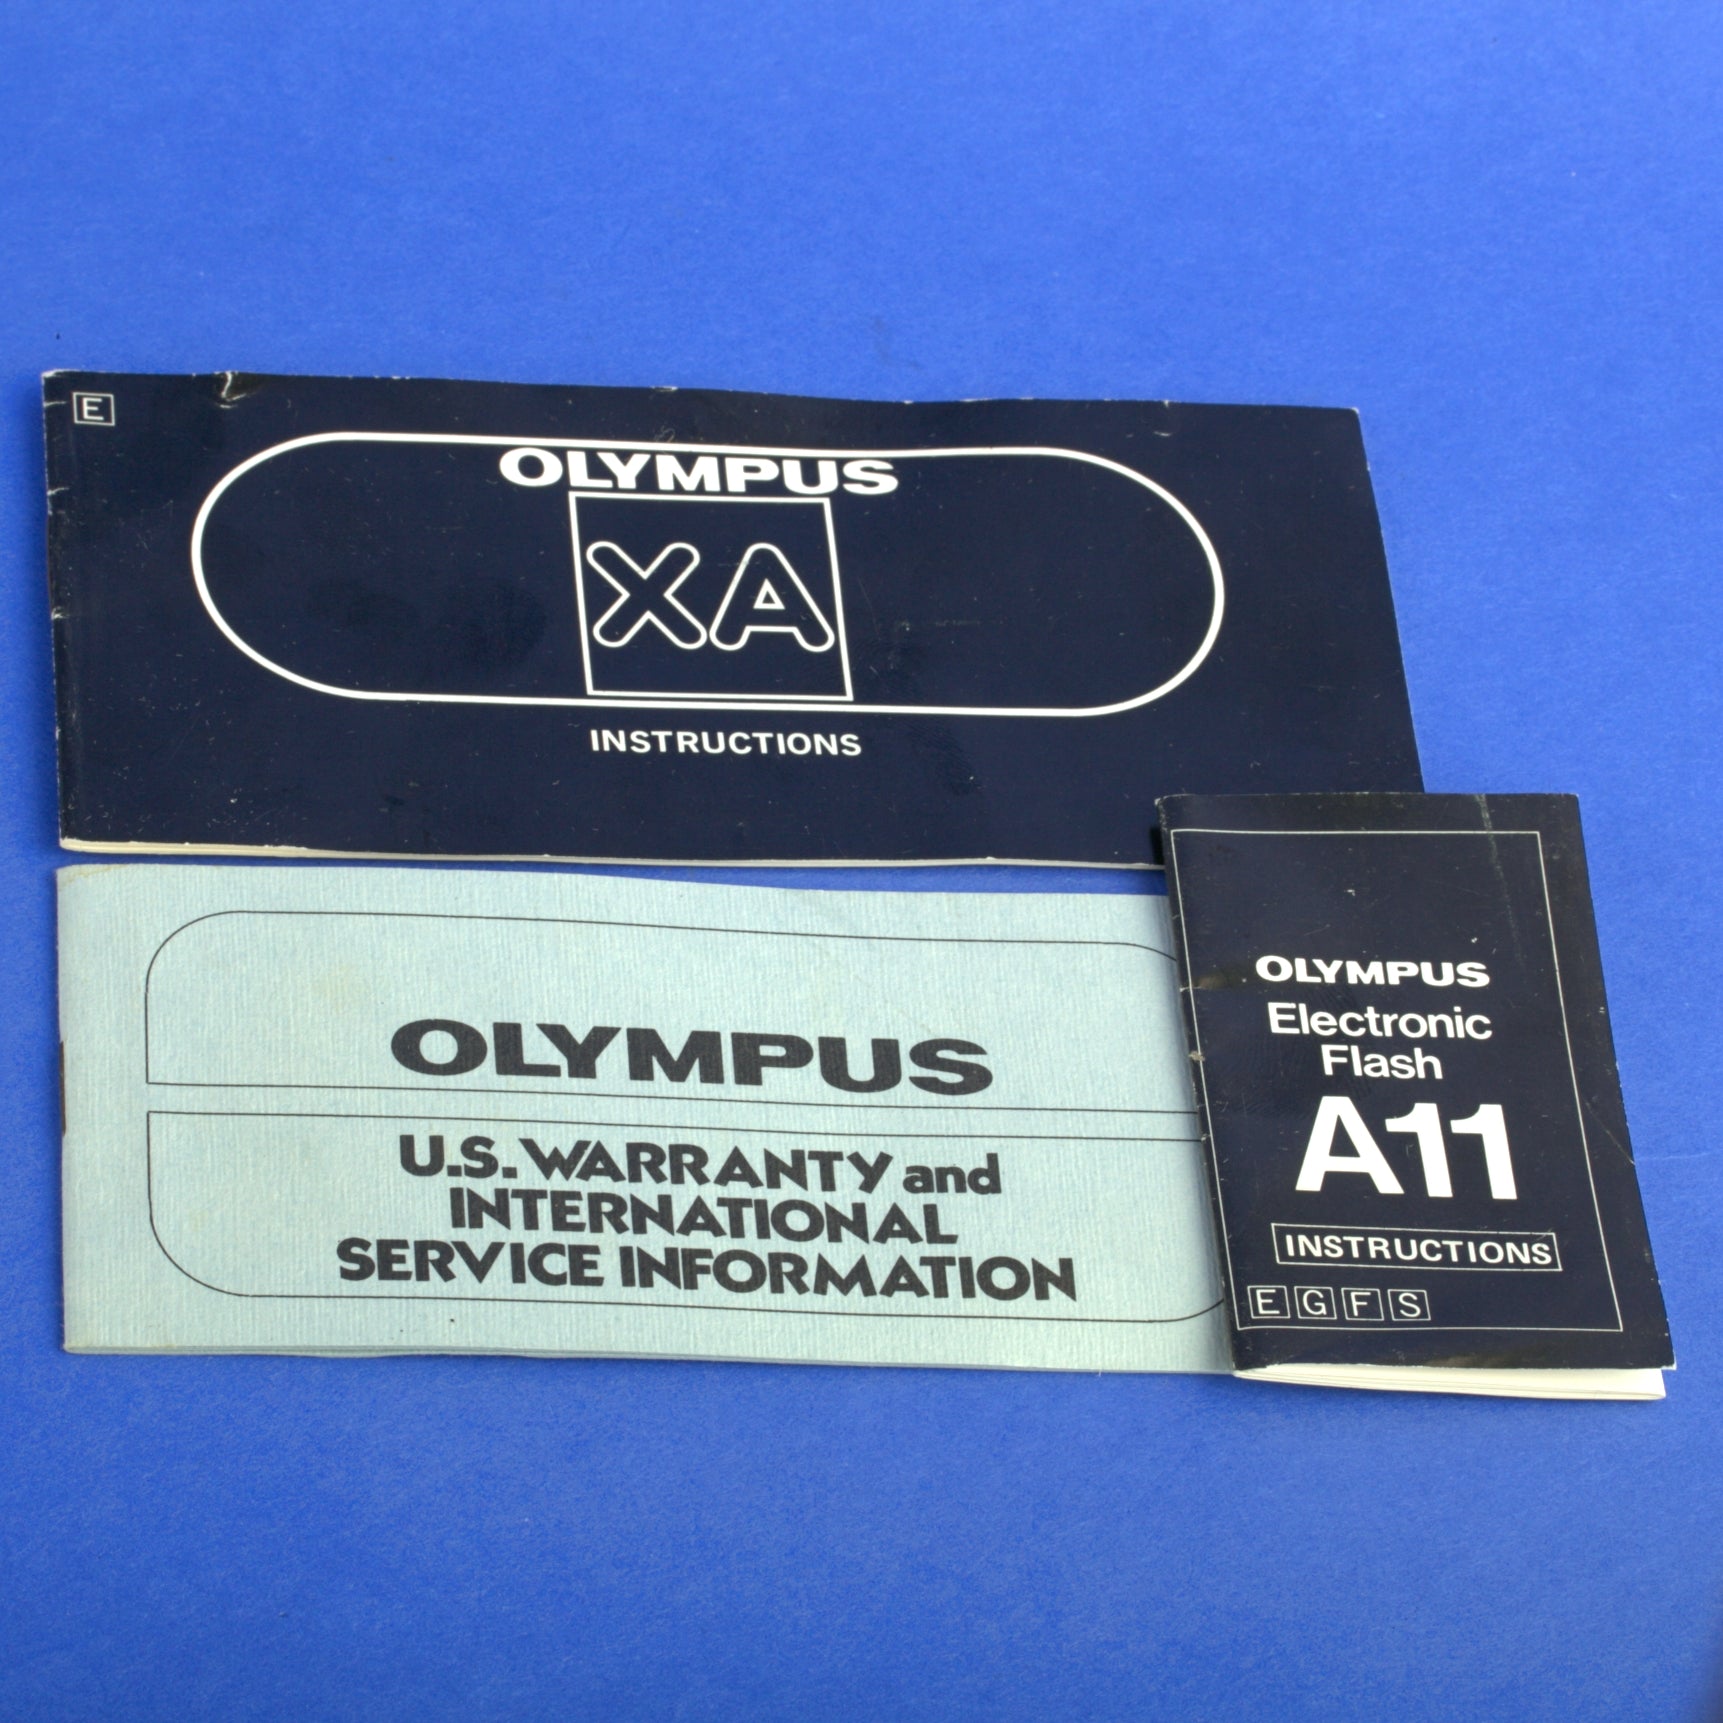 E
OLYMPUS
XA
INSTRUCTIONS
OLYMPUS
U.S. WARRANTY and
INTERNATIONAL
SERVICE INFORMATION
OLYMPUS
Electronic
Flash
A11
INSTRUCTIONS
E G F S